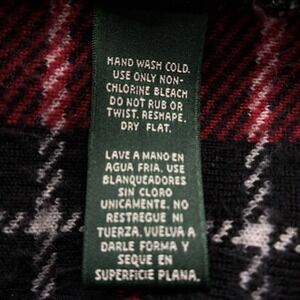 HAND WASH COLD.
USE ONLY NON-
CHLORINE BLEACH
DO NOT RUB OR
TWIST. RESHAPE.
DRY FLAT.
LAVE A MANO EN
AGUA FRIA. USE
BLANQUEADORES
SIN CLORO
UNICAMENTE. NO
RESTREGUE NI
TUERZA. VUELVA A
DARLE FORMA Y
SEQUE EN
SUPERFICIE PLANA.